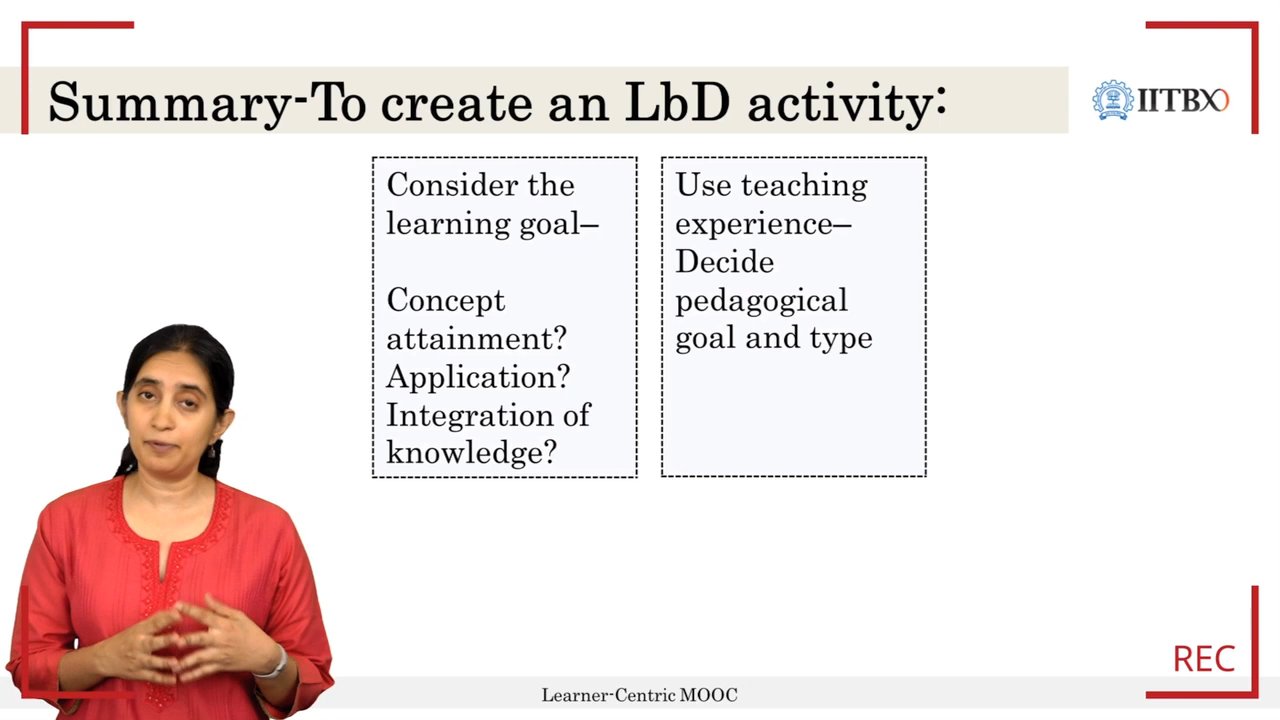 Summary-To create an LbD activity:
IITBX
Consider the
learning goal–
Concept
attainment?
Application?
Integration of
knowledge?
Use teaching
experience–
Decide
pedagogical
goal and type
REC
Learner-Centric MOOC